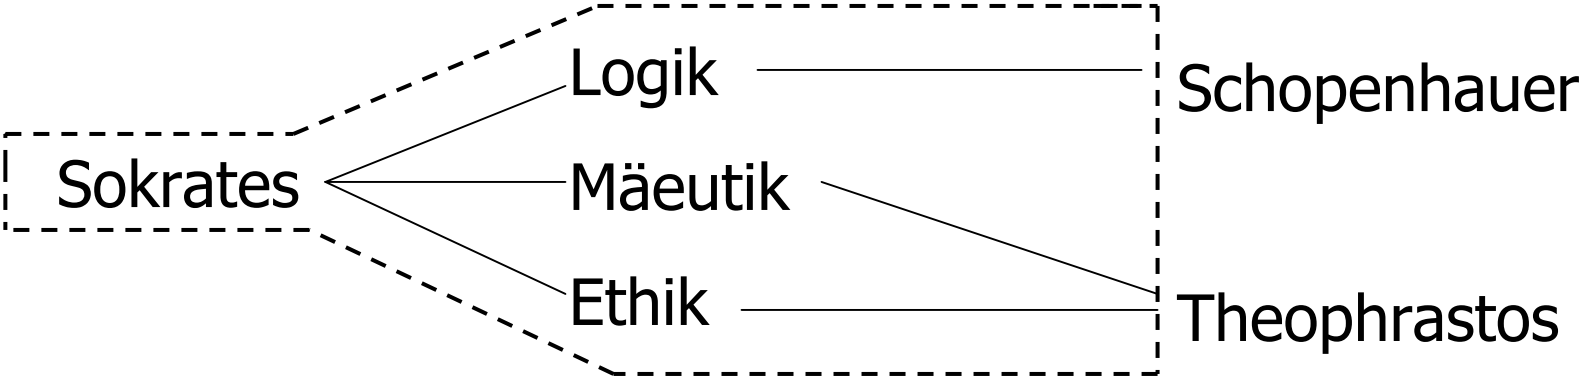 Logik
Schopenhauer
Sokrates
Mäeutik
Ethik
Theophrastos